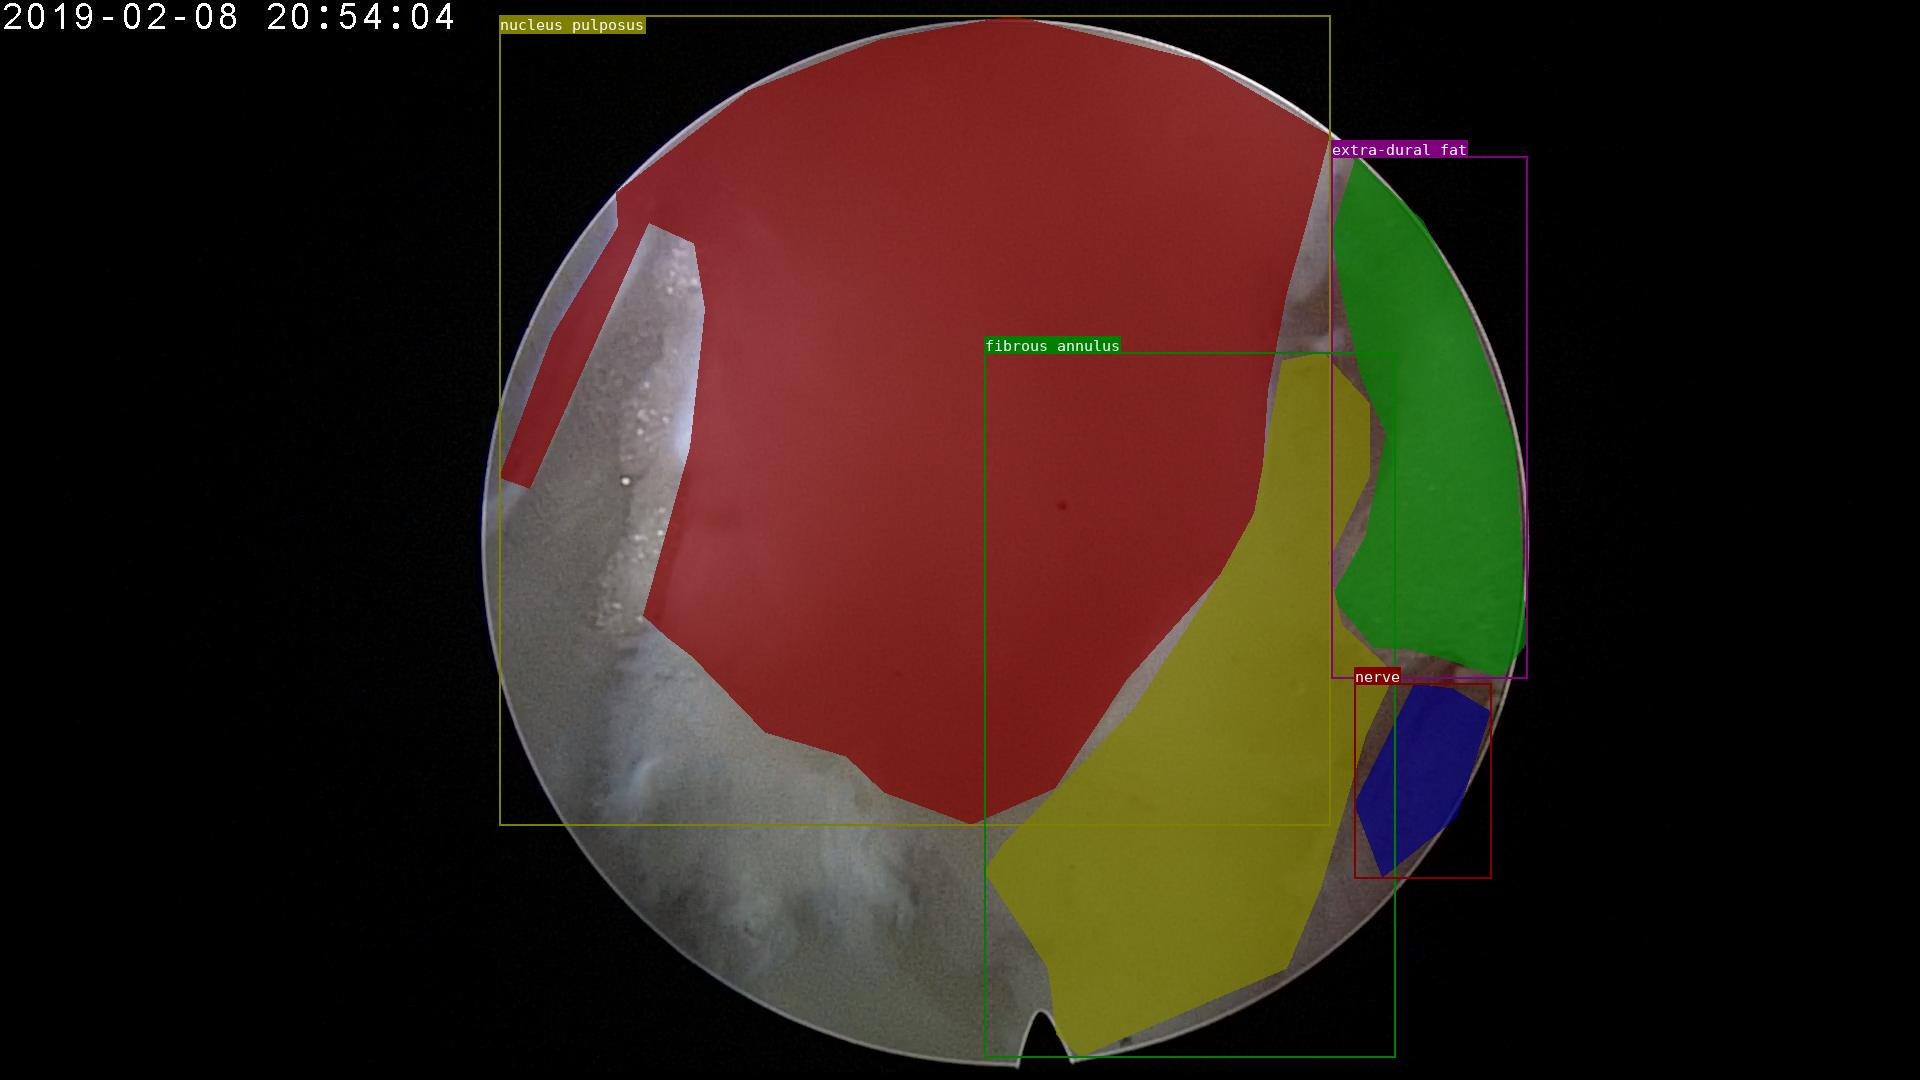 2019-02-08 20:54:04
nucleus pulposus
extra-dural fat
fibrous annulus
nerve